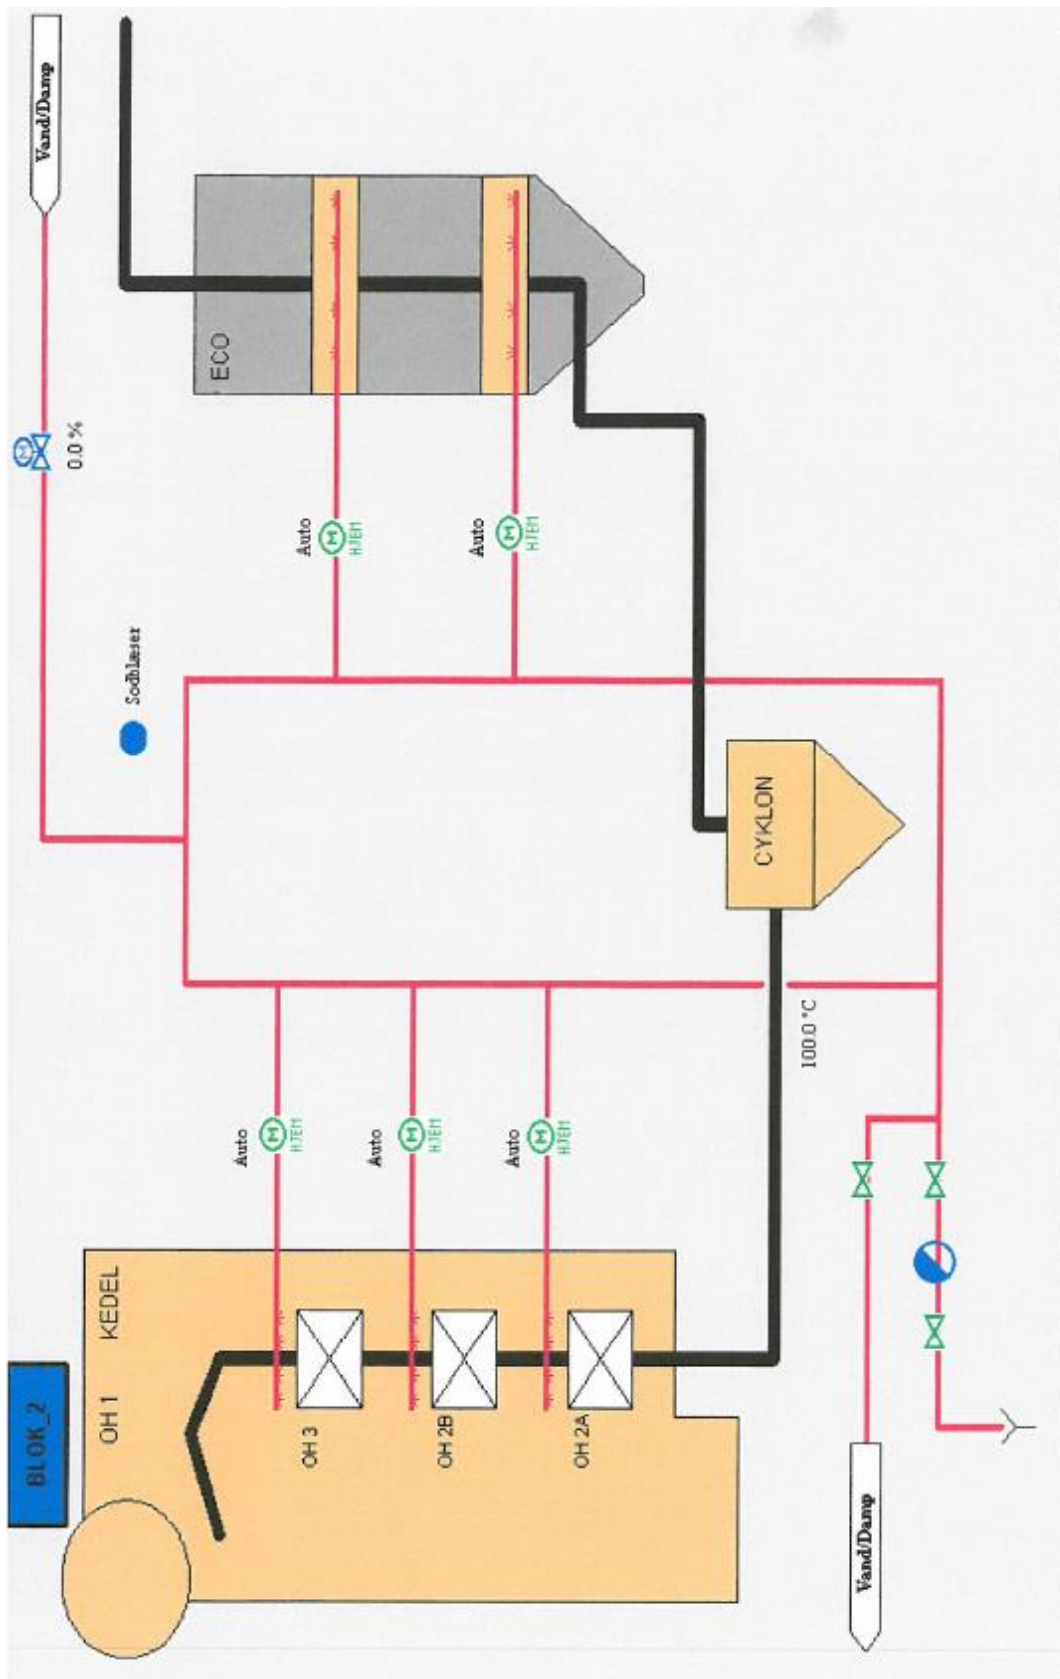 BLOK_2
OH 1
KEDEL
Vand/Damp
0.0 %
Sodblæser
ECO
Auto
M
HJEM
Auto
M
HJEM
Auto
M
HJEM
Auto
M
HJEM
Auto
M
HJEM
M
OH 3
OH 2B
OH 2A
CYKLON
100.0 °C
Vand/Damp